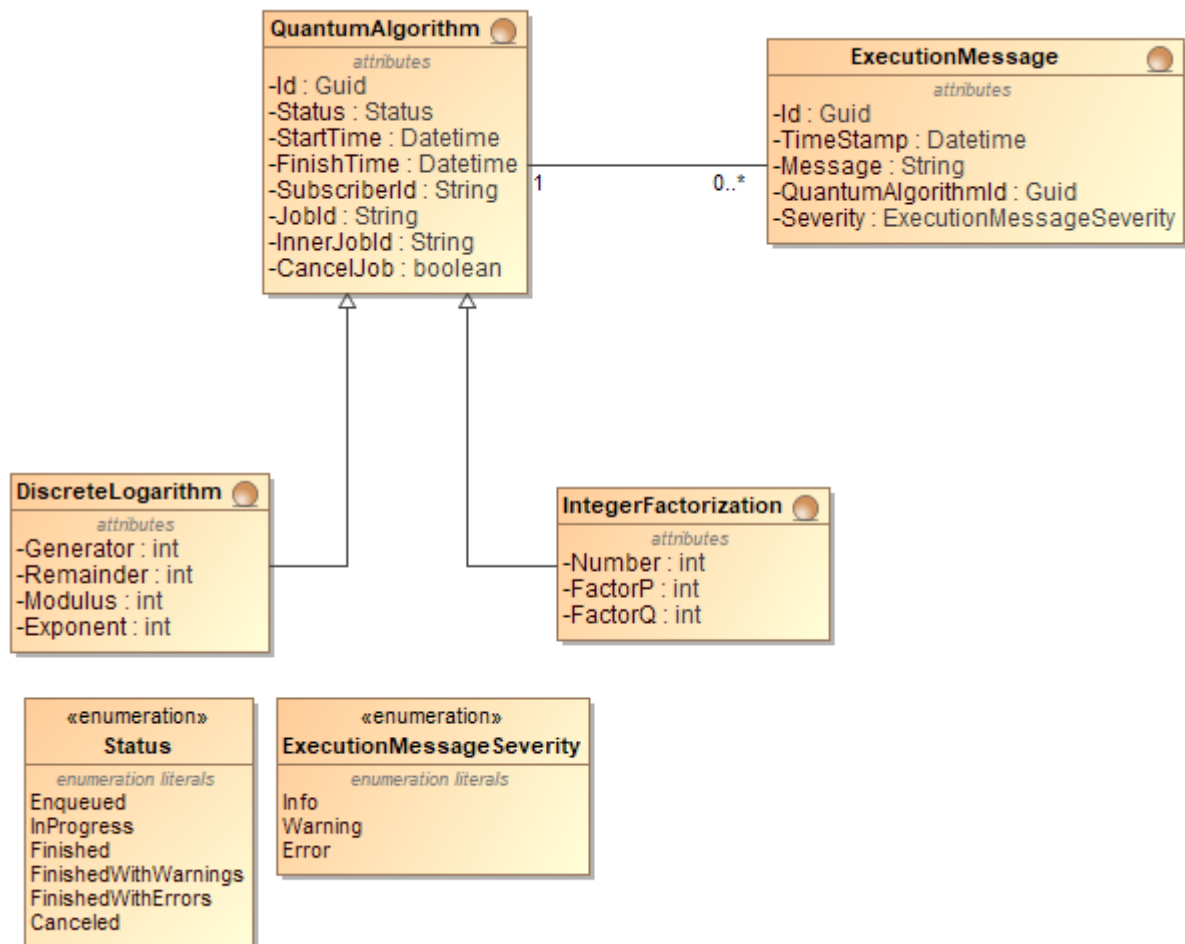 QuantumAlgorithm
attributes
-Id : Guid
-Status : Status
-StartTime : Datetime
-FinishTime : Datetime
-SubscriberId : String
-JobId : String
-InnerJobId : String
-CancelJob : boolean
1
0..*
ExecutionMessage
attributes
-Id : Guid
-TimeStamp : Datetime
-Message : String
-QuantumAlgorithmId : Guid
-Severity : ExecutionMessageSeverity
DiscreteLogarithm
attributes
-Generator : int
-Remainder : int
-Modulus : int
-Exponent : int
IntegerFactorization
attributes
-Number : int
-FactorP : int
-FactorQ : int
«enumeration»
Status
enumeration literals
Enqueued
InProgress
Finished
FinishedWithWarnings
FinishedWithErrors
Canceled
«enumeration»
ExecutionMessageSeverity
enumeration literals
Info
Warning
Error